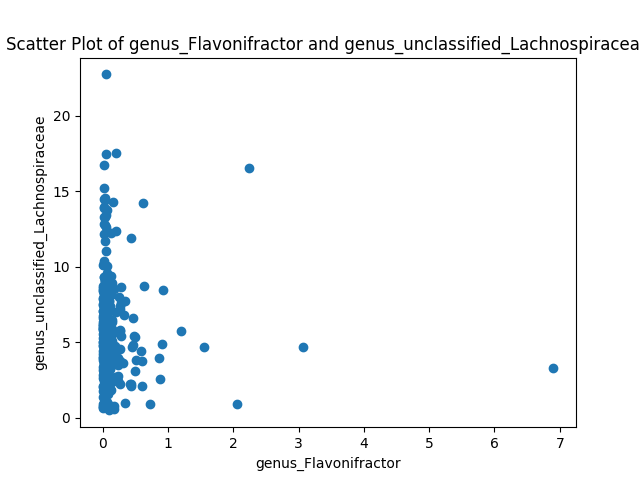 Scatter Plot of genus_Flavonifractor and genus_unclassified_Lachnospiracea
20
15
10
5
0
genus_unclassified_Lachnospiraceae
0 1 2 3 4 5 6 7
genus_Flavonifractor